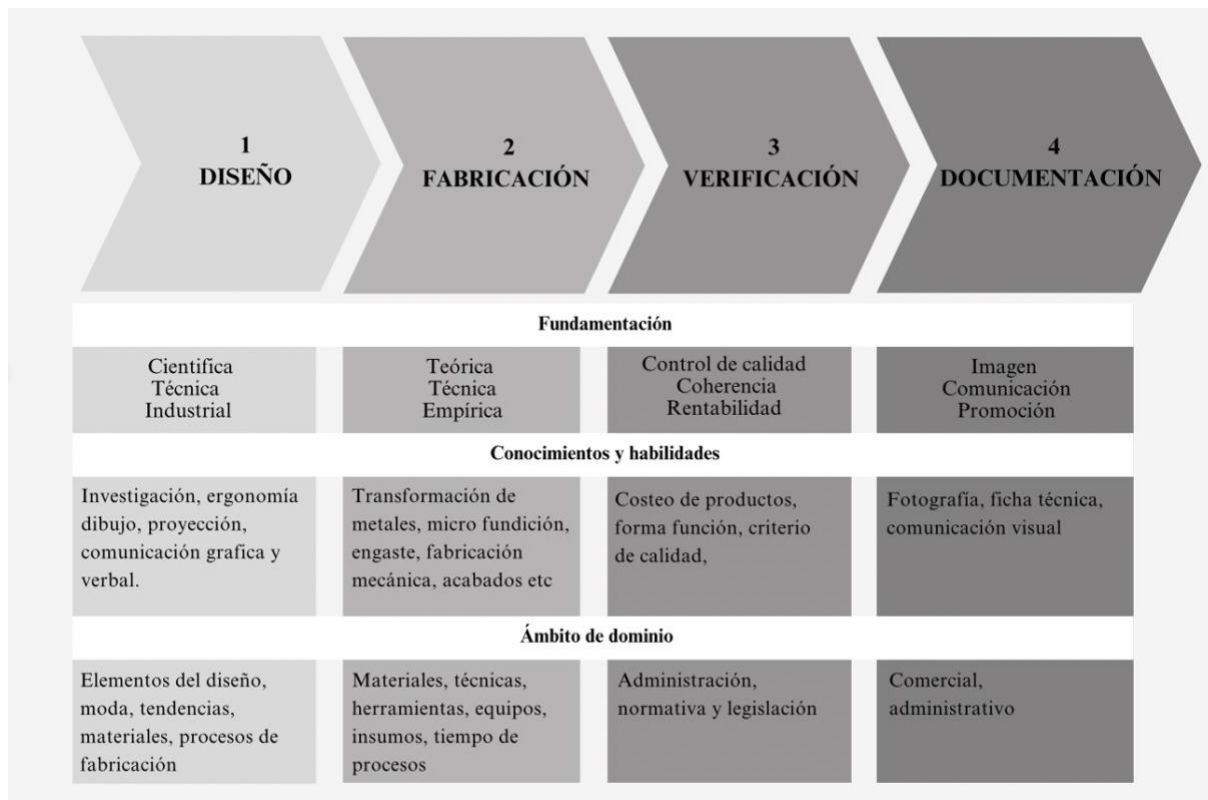 1
DISEÑO
2
FABRICACIÓN
3
VERIFICACIÓN
4
DOCUMENTACIÓN
Fundamentación
Cientifica
Técnica
Industrial
Teórica
Técnica
Empírica
Control de calidad
Coherencia
Rentabilidad
Imagen
Comunicación
Promoción
Conocimientos y habilidades
Investigación, ergonomía
dibujo, proyección,
comunicación grafica y
verbal.
Transformación de
metales, micro fundición,
engaste, fabricación
mecánica, acabados etc
Costeo de productos,
forma función, criterio
de calidad,
Fotografía, ficha técnica,
comunicación visual
Ámbito de dominio
Elementos del diseño,
moda, tendencias,
materiales, procesos de
fabricación
Materiales, técnicas,
herramientas, equipos,
insumos, tiempo de
procesos
Administración,
normativa y legislación
Comercial,
administrativo